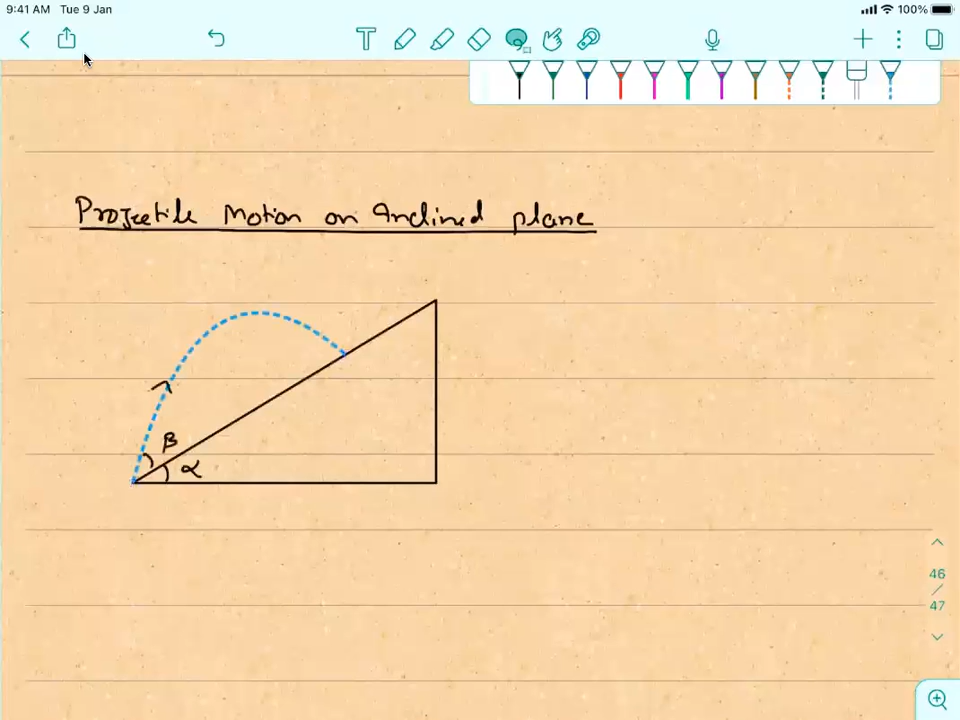 9:41 AM Tue 9 Jan
100%
T
Projectile Motion on Inclined plane
β
α
46
/
47